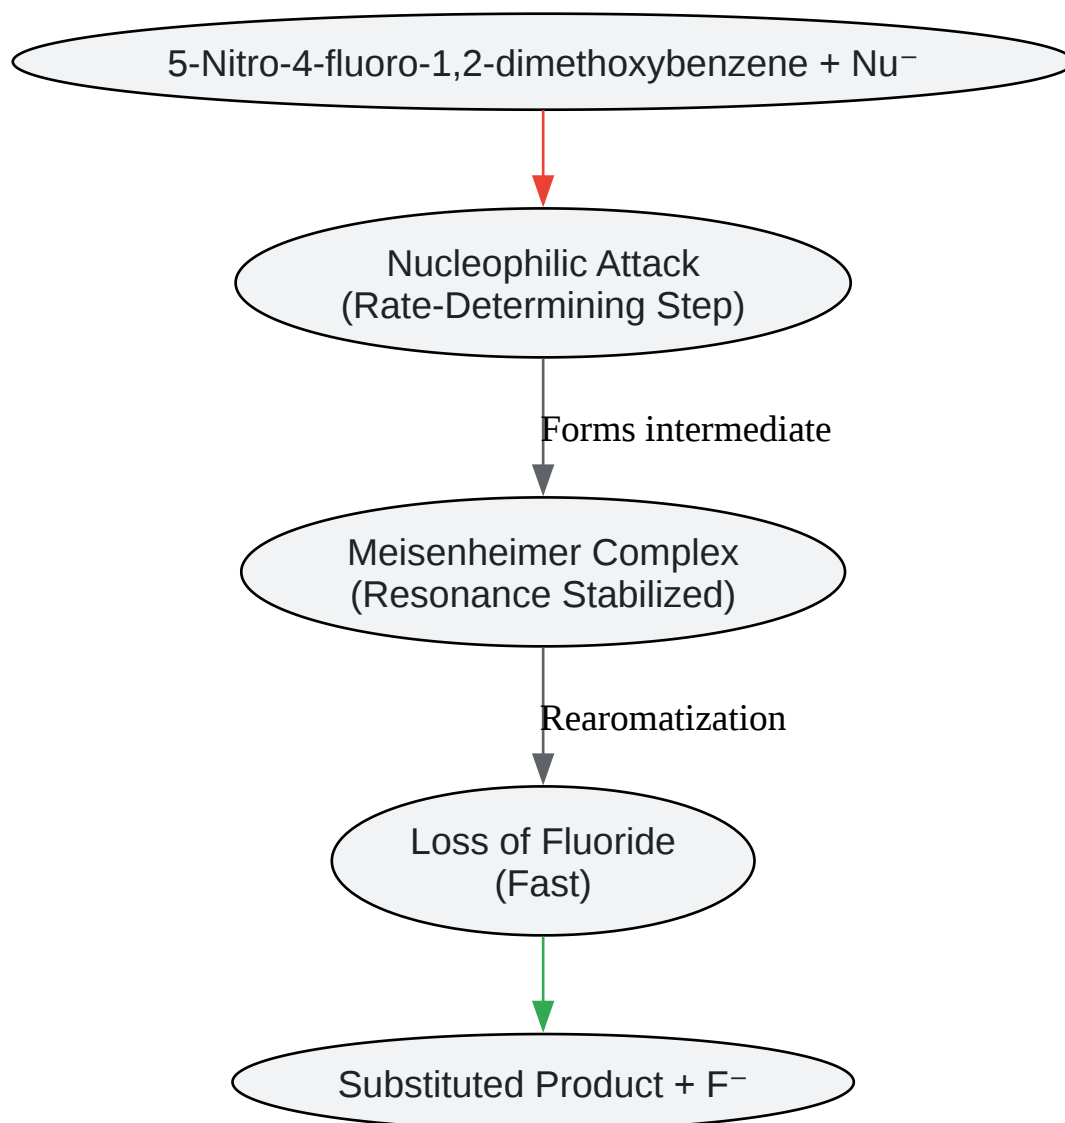 5-Nitro-4-fluoro-1,2-dimethoxybenzene + Nu⁻
Nucleophilic Attack
(Rate-Determining Step)
Forms intermediate
Meisenheimer Complex
(Resonance Stabilized)
Rearomatization
Loss of Fluoride
(Fast)
Substituted Product + F⁻